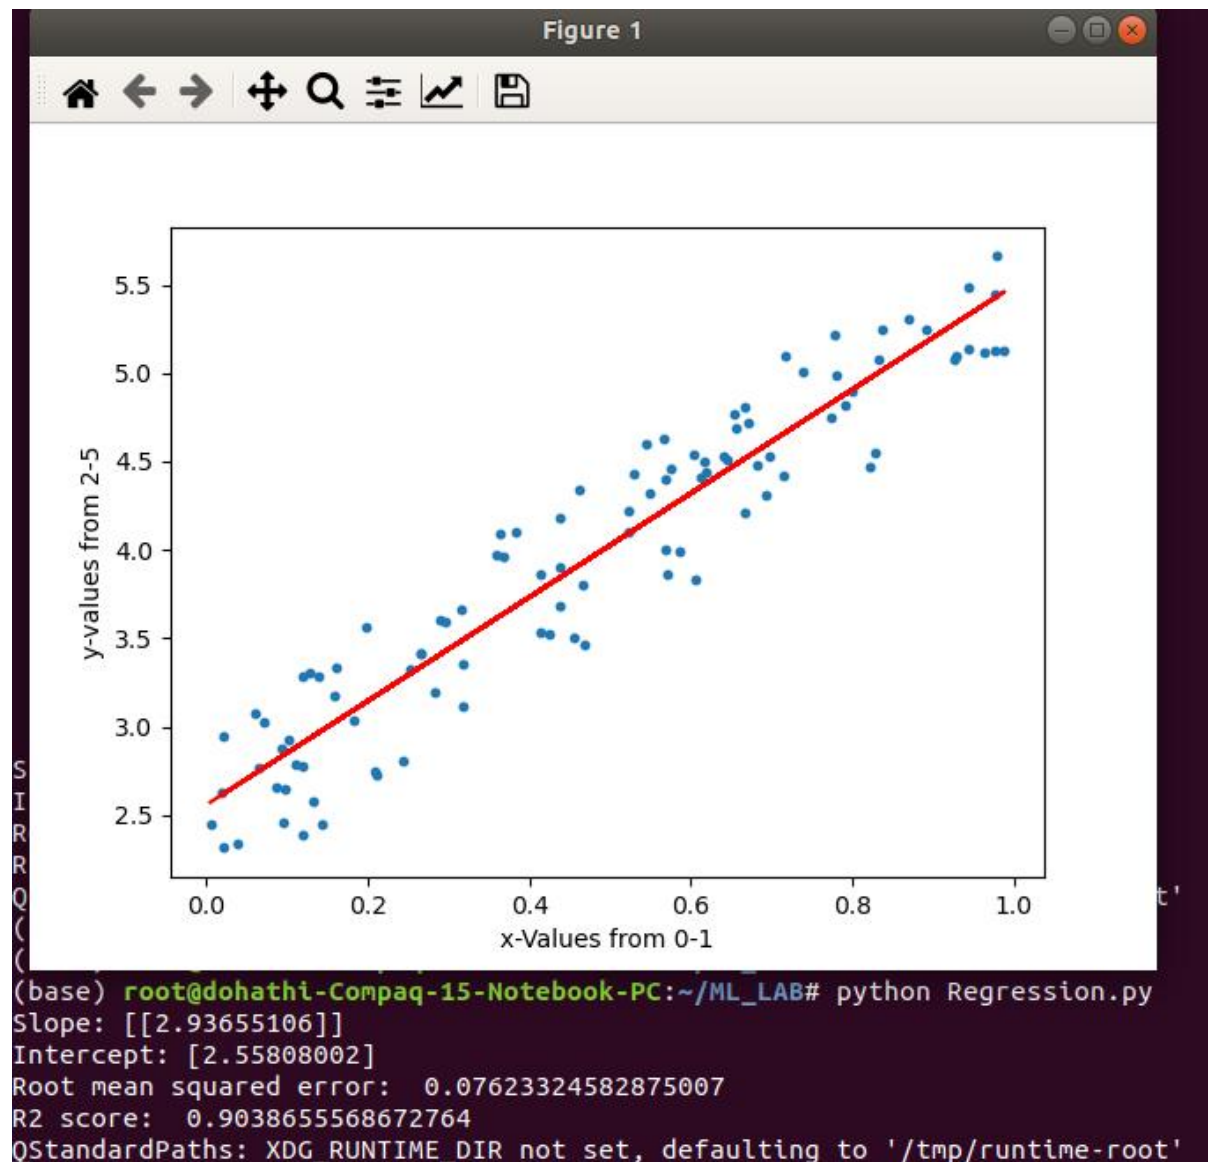 Figure 1
5.5
5.0
4.5
4.0
3.5
3.0
2.5
y-values from 2-5
0.0 0.2 0.4 0.6 0.8 1.0
x-Values from 0-1
S
I
R
R
Q t'
(
(
(base) root@dohathi-Compaq-15-Notebook-PC:~/ML_LAB# python Regression.py
Slope: [[2.93655106]]
Intercept: [2.55808002]
Root mean squared error:  0.07623324582875007
R2 score:  0.9038655568672764
QStandardPaths: XDG_RUNTIME_DIR not set, defaulting to '/tmp/runtime-root'